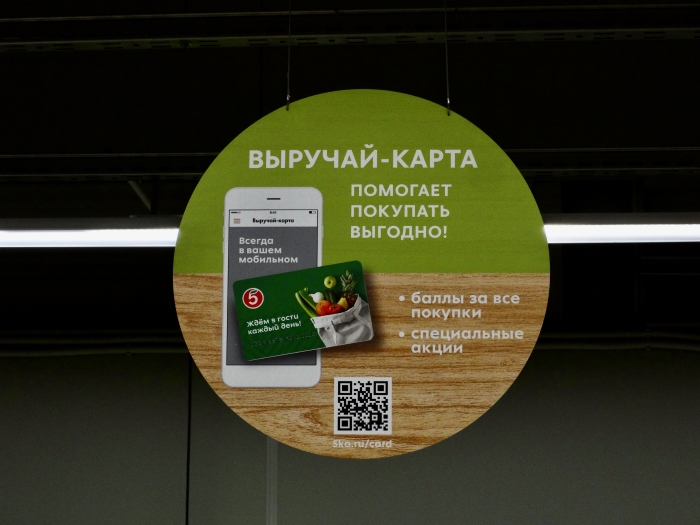 ВЫРУЧАЙ-КАРТА
ПОМОГАЕТ
ПОКУПАТЬ
ВЫГОДНО!
Выручай-карта
Всегда
в вашем
мобильном
5
Ждём в гости
каждый день!
• баллы за все
покупки
• специальные
акции
5ka.ru/card